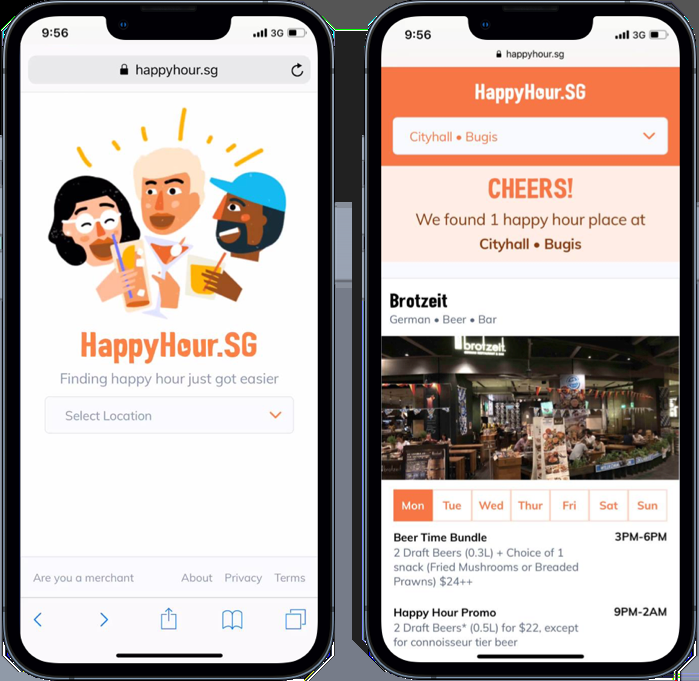 9:56
3G
happyhour.sg
HappyHour.SG
Finding happy hour just got easier
Select Location
Are you a merchant
About Privacy Terms
9:56
3G
happyhour.sg
HappyHour.SG
Cityhall • Bugis
CHEERS!
We found 1 happy hour place at
Cityhall • Bugis
Brotzeit
German • Beer • Bar
brotzeit
Mon Tue Wed Thur Fri Sat Sun
Beer Time Bundle 3PM-6PM
2 Draft Beers (0.3L) + Choice of 1
snack (Fried Mushrooms or Breaded
Prawns) $24++
Happy Hour Promo 9PM-2AM
2 Draft Beers* (0.5L) for $22, except
for connoisseur tier beer